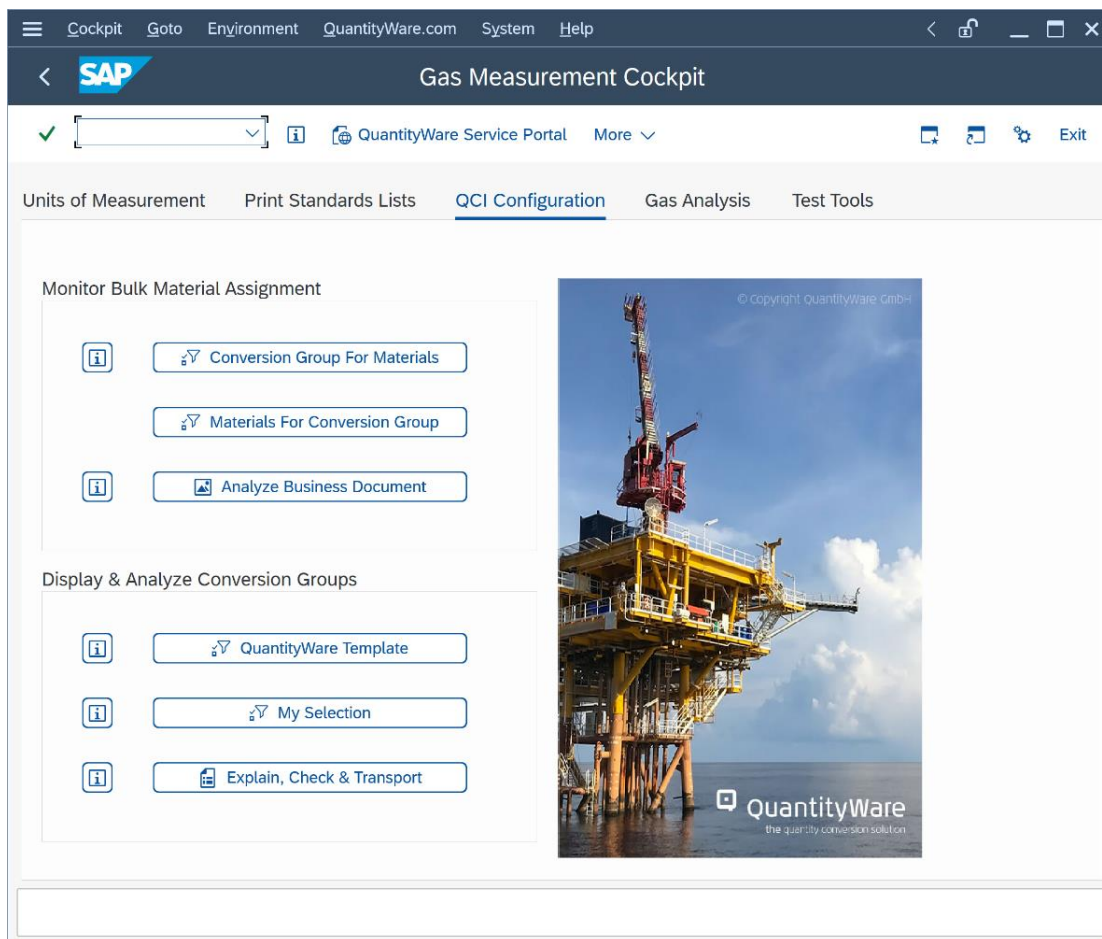 Cockpit Goto Environment QuantityWare.com System Help
SAP Gas Measurement Cockpit
QuantityWare Service Portal More Exit
Units of Measurement Print Standards Lists QCI Configuration Gas Analysis Test Tools
Monitor Bulk Material Assignment
© Copyright QuantityWare GmbH
Conversion Group For Materials
Materials For Conversion Group
Analyze Business Document
Display & Analyze Conversion Groups
QuantityWare Template
My Selection
Explain, Check & Transport
QuantityWare
the quantity conversion solution